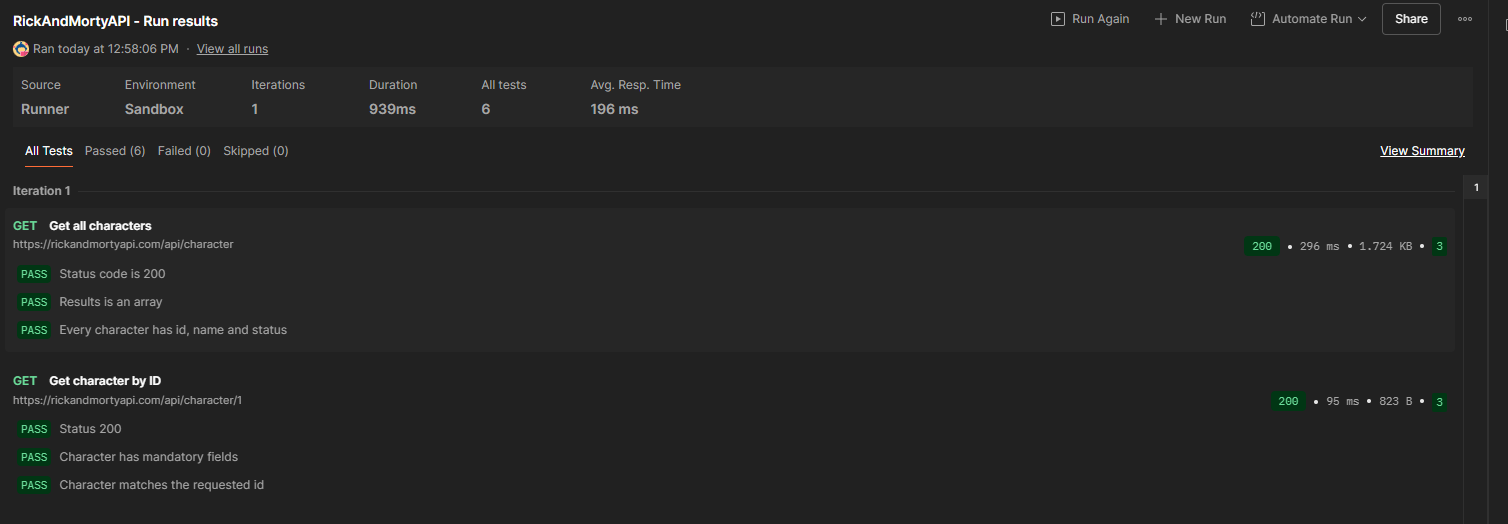 RickAndMortyAPI - Run results
Run Again New Run Automate Run Share
Ran today at 12:58:06 PM · View all runs
Source Environment Iterations Duration All tests Avg. Resp. Time
Runner Sandbox 1 939ms 6 196 ms
All Tests Passed (6) Failed (0) Skipped (0) View Summary
Iteration 1
1
GET Get all characters
https://rickandmortyapi.com/api/character
200 • 296 ms • 1.724 KB • 3
PASS Status code is 200
PASS Results is an array
PASS Every character has id, name and status
GET Get character by ID
https://rickandmortyapi.com/api/character/1
200 • 95 ms • 823 B • 3
PASS Status 200
PASS Character has mandatory fields
PASS Character matches the requested id